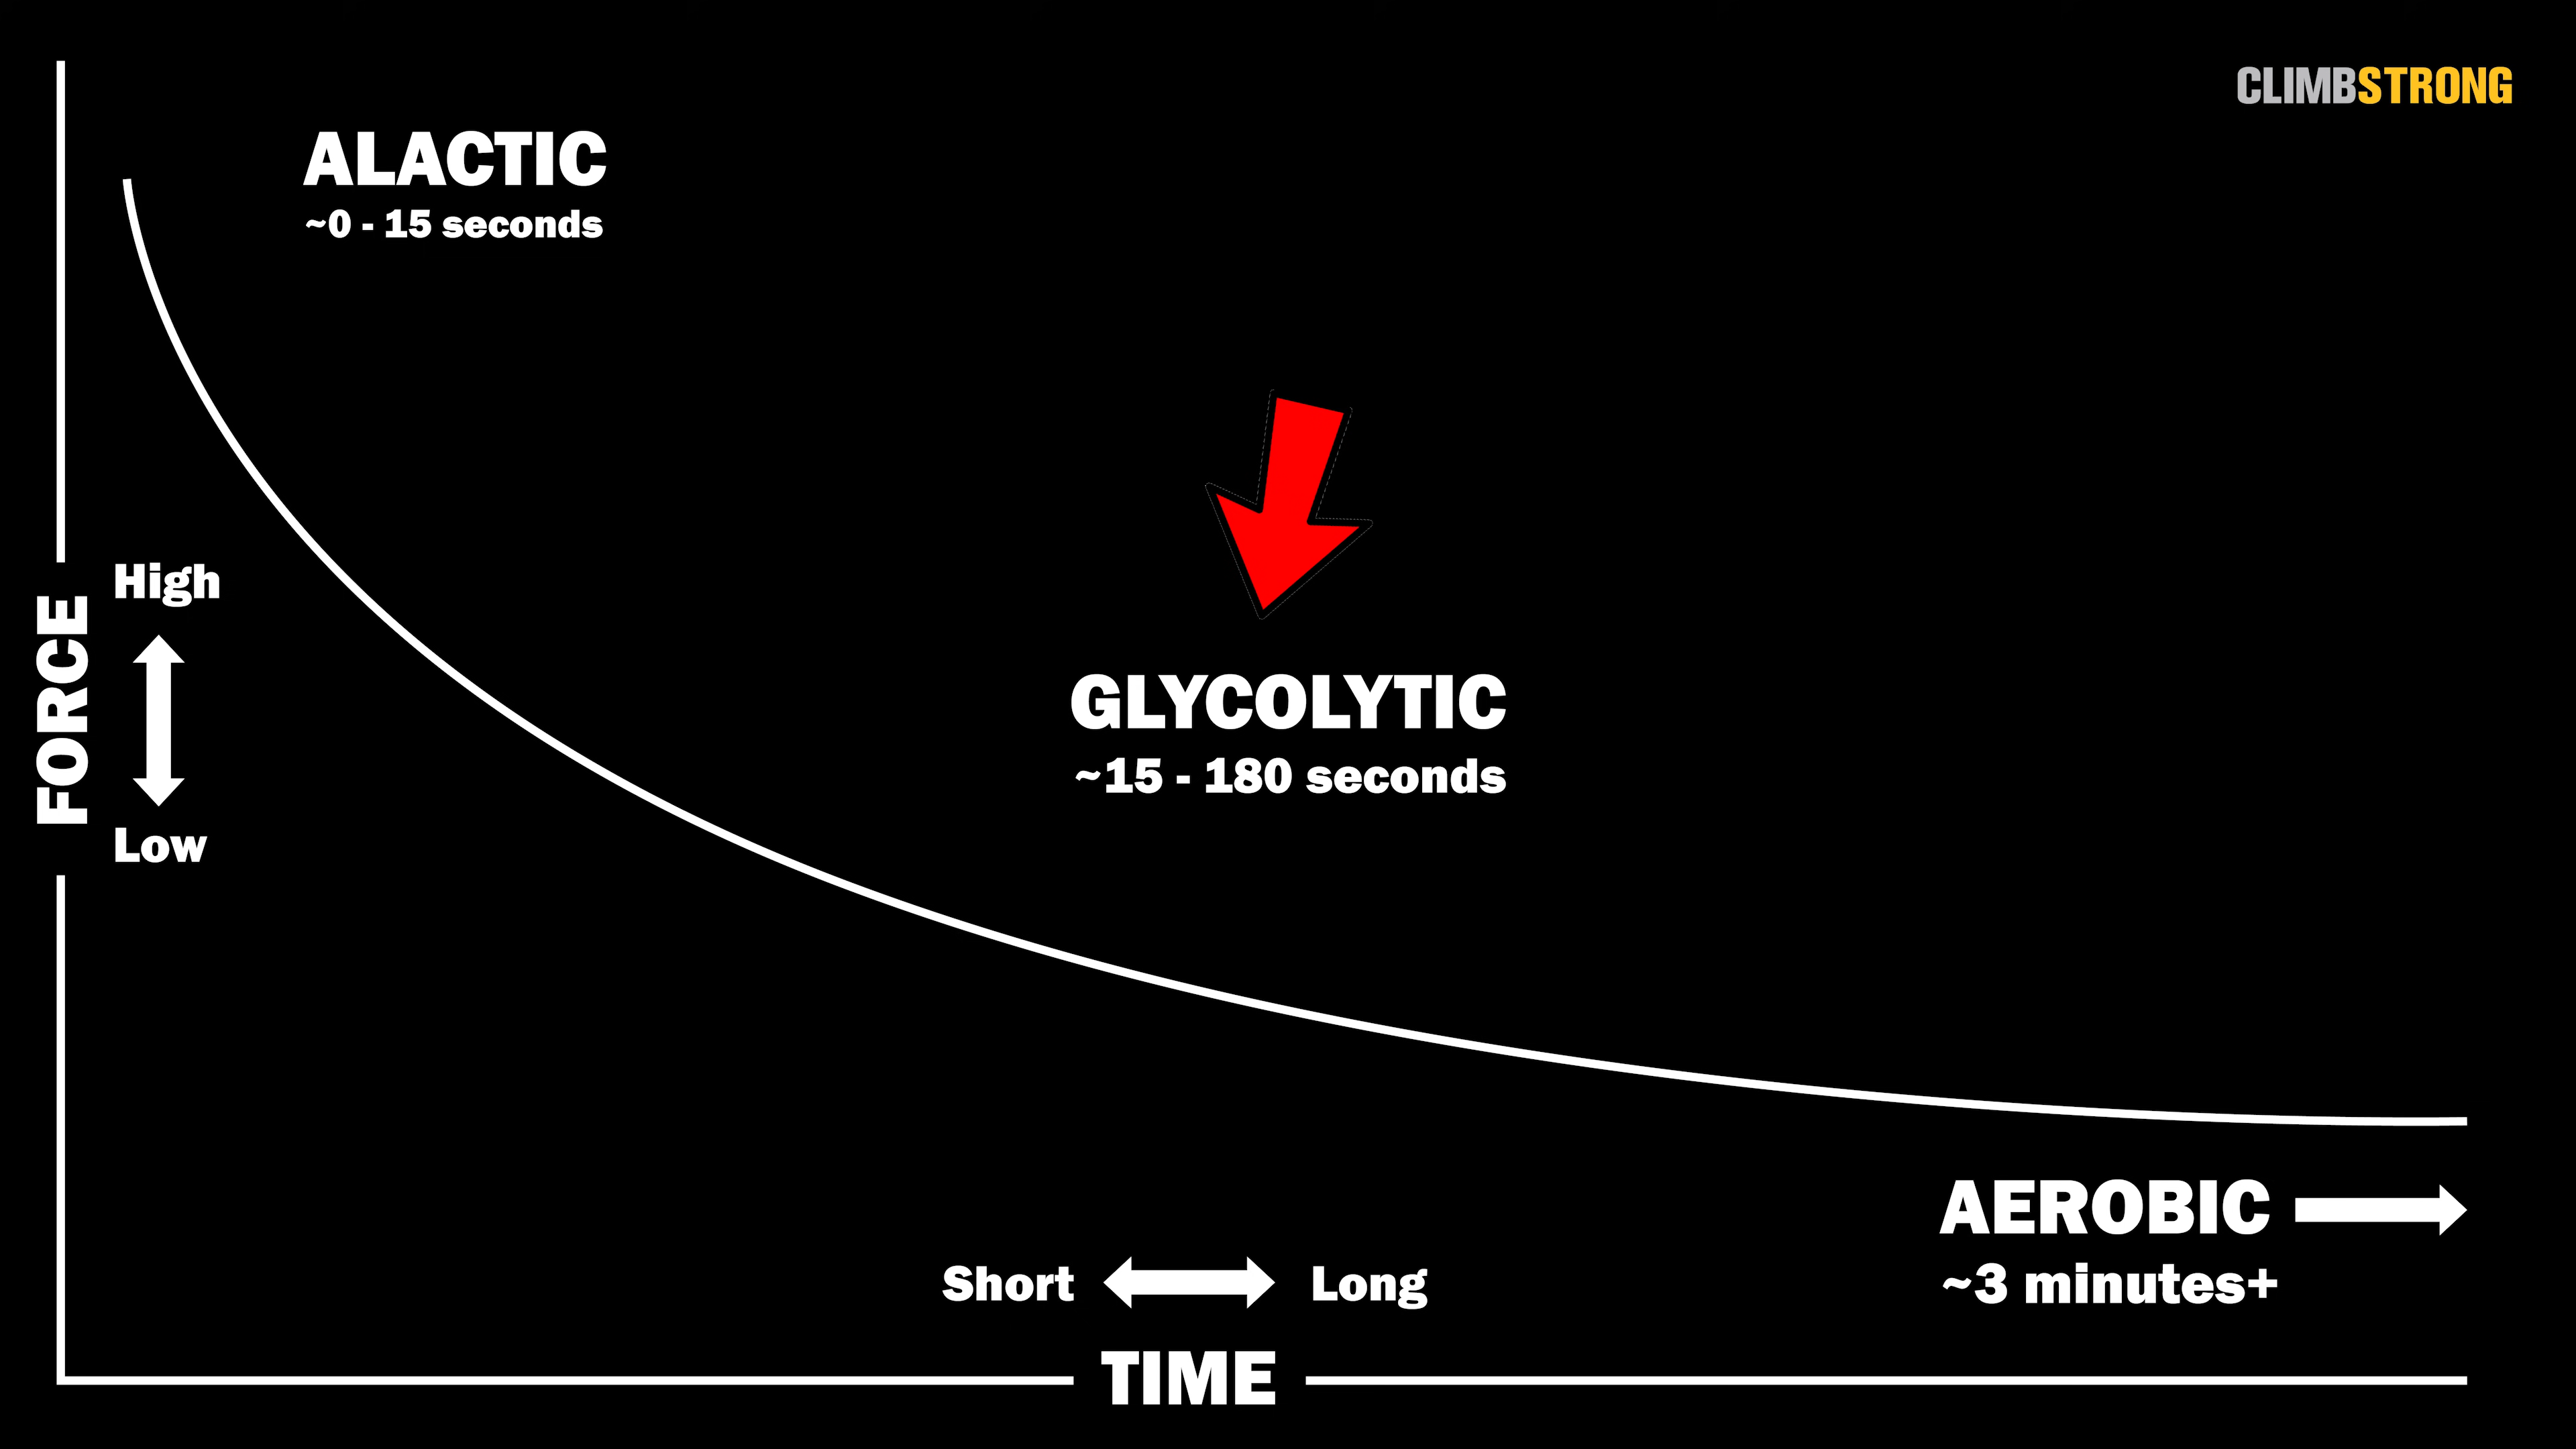 CLIMBSTRONG
ALACTIC
~0 - 15 seconds
High
FORCE
Low
GLYCOLYTIC
~15 - 180 seconds
AEROBIC
~3 minutes+
Short
Long
TIME